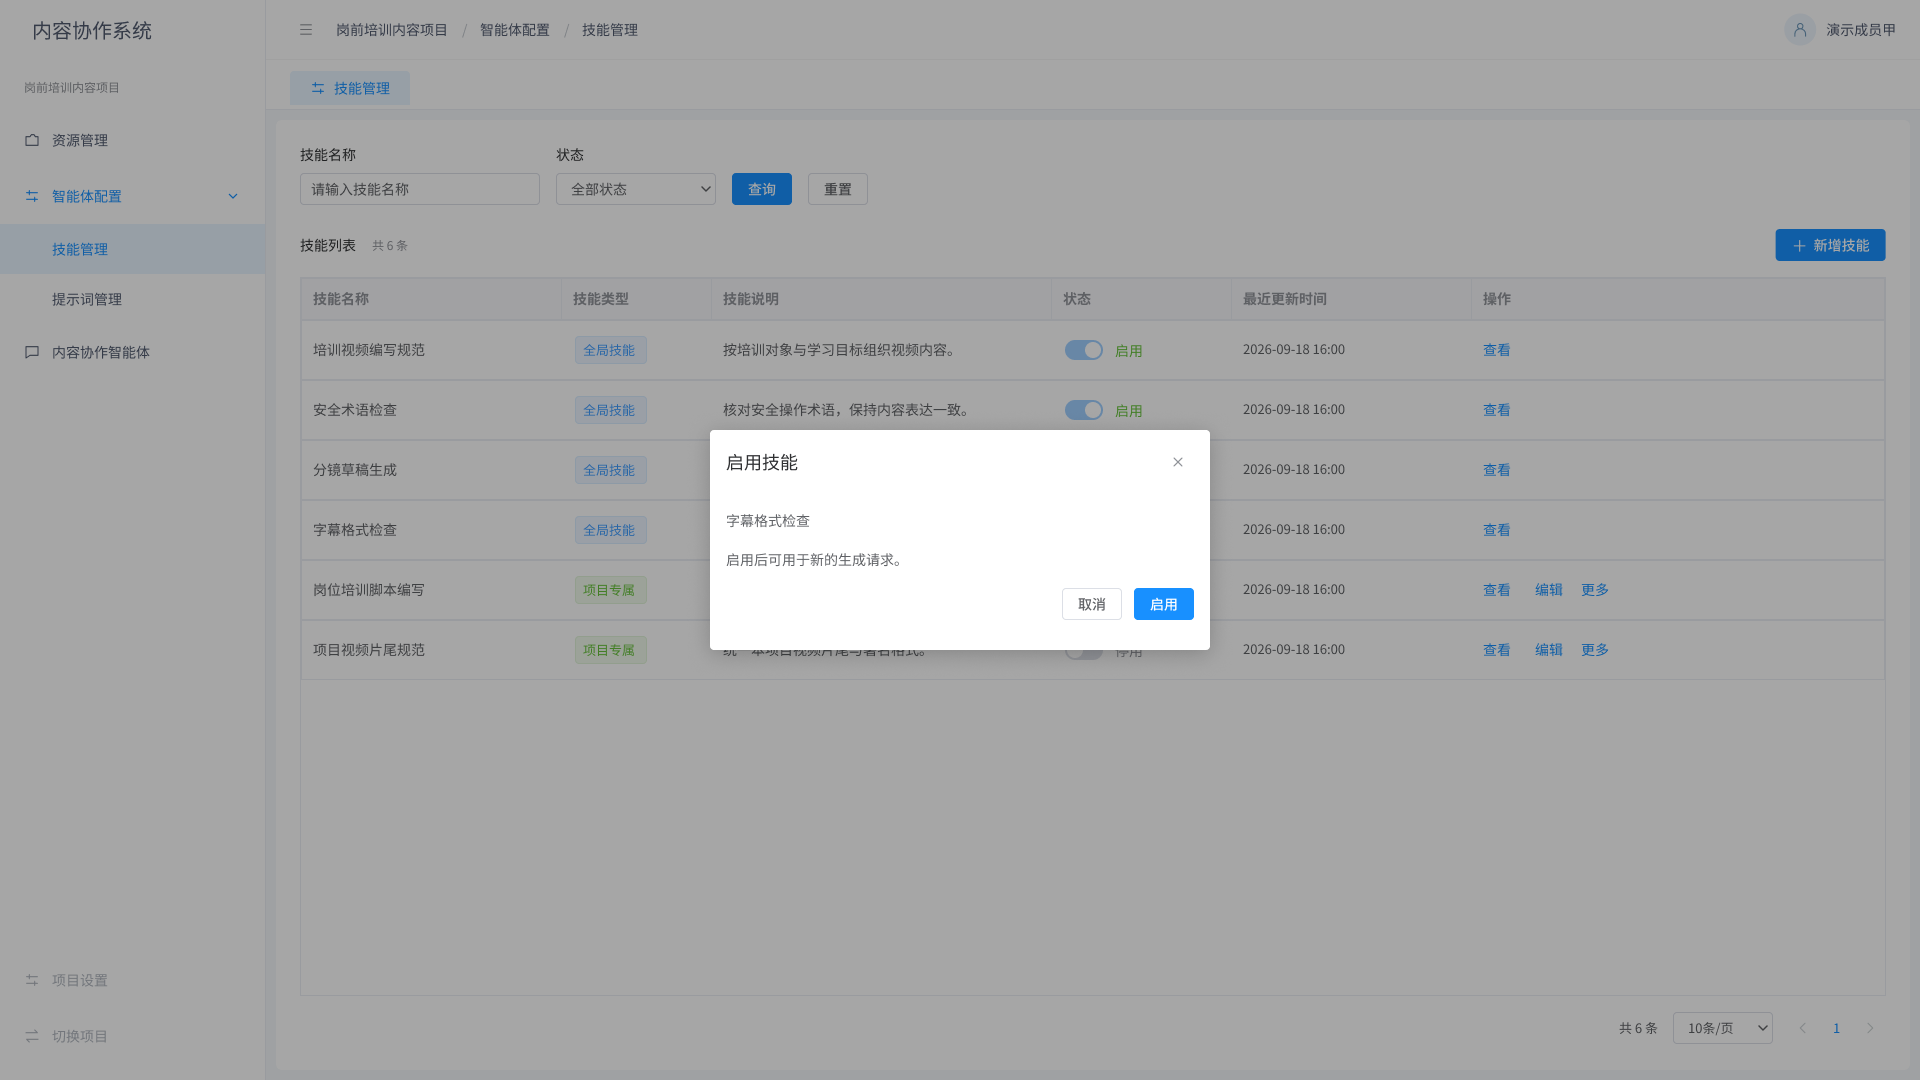 内容协作系统
岗前培训内容项目
资源管理
智能体配置
技能管理
提示词管理
内容协作智能体
项目设置
切换项目
岗前培训内容项目 / 智能体配置 / 技能管理
演示成员甲
技能管理
技能名称 状态
请输入技能名称 全部状态 查询 重置
技能列表 共 6 条 新增技能
技能名称 技能类型 技能说明 状态 最近更新时间 操作
培训视频编写规范 全局技能 按培训对象与学习目标组织视频内容。 启用 2026-09-18 16:00 查看
安全术语检查 全局技能 核对安全操作术语，保持内容表达一致。 启用 2026-09-18 16:00 查看
分镜草稿生成 全局技能 2026-09-18 16:00 查看
字幕格式检查 全局技能 2026-09-18 16:00 查看
岗位培训脚本编写 项目专属 2026-09-18 16:00 查看 编辑 更多
项目视频片尾规范 项目专属 统一本项目视频片尾与署名格式。 停用 2026-09-18 16:00 查看 编辑 更多
启用技能
字幕格式检查
启用后可用于新的生成请求。
取消 启用
共 6 条 10条/页 1